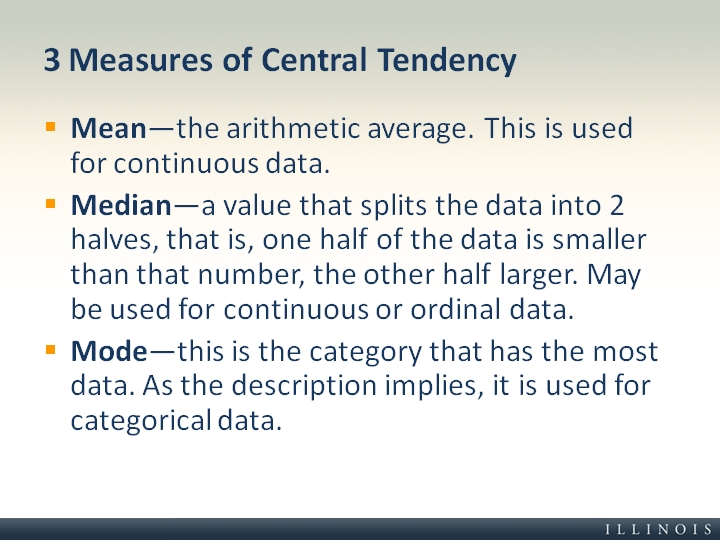 3 Measures of Central Tendency
▪ Mean—the arithmetic average. This is used
for continuous data.
▪ Median—a value that splits the data into 2
halves, that is, one half of the data is smaller
than that number, the other half larger. May
be used for continuous or ordinal data.
▪ Mode—this is the category that has the most
data. As the description implies, it is used for
categorical data.
ILLINOIS